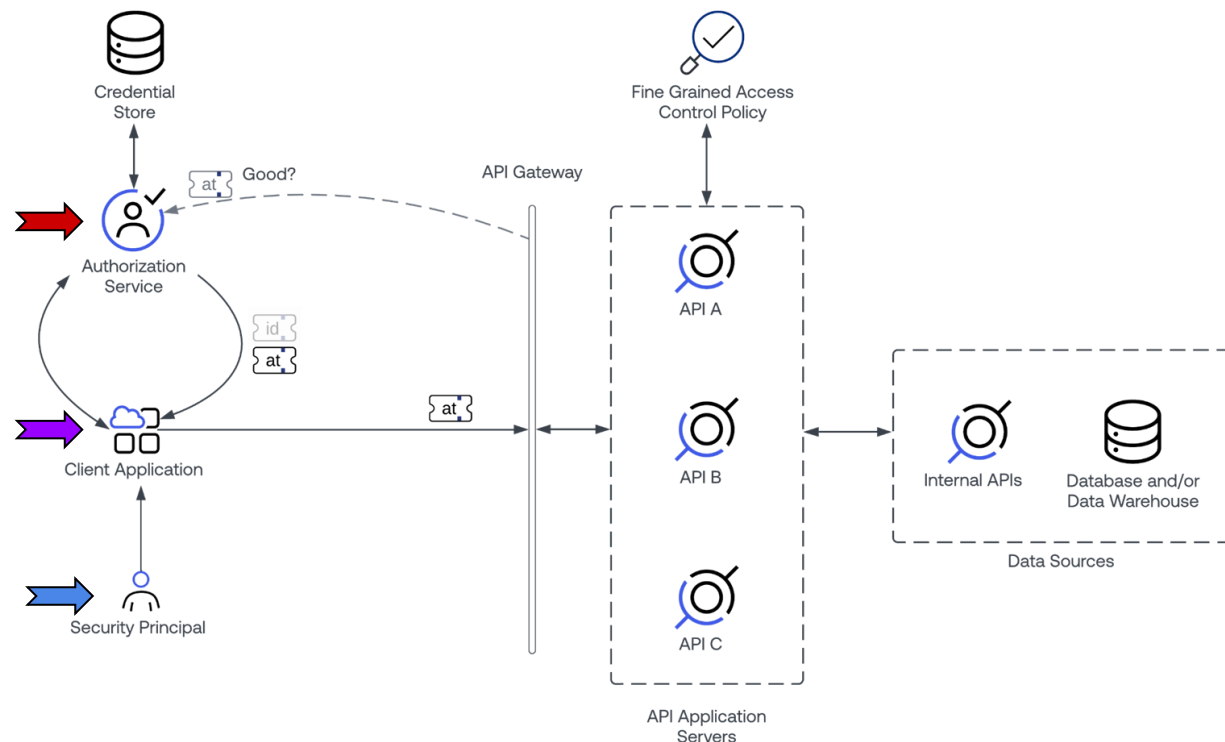 Credential
Store
Fine Grained Access
Control Policy
at
Good?
API Gateway
Authorization
Service
API A
id
at
at
Client Application
API B
Internal APIs
Database and/or
Data Warehouse
Data Sources
Security Principal
API C
API Application
Servers